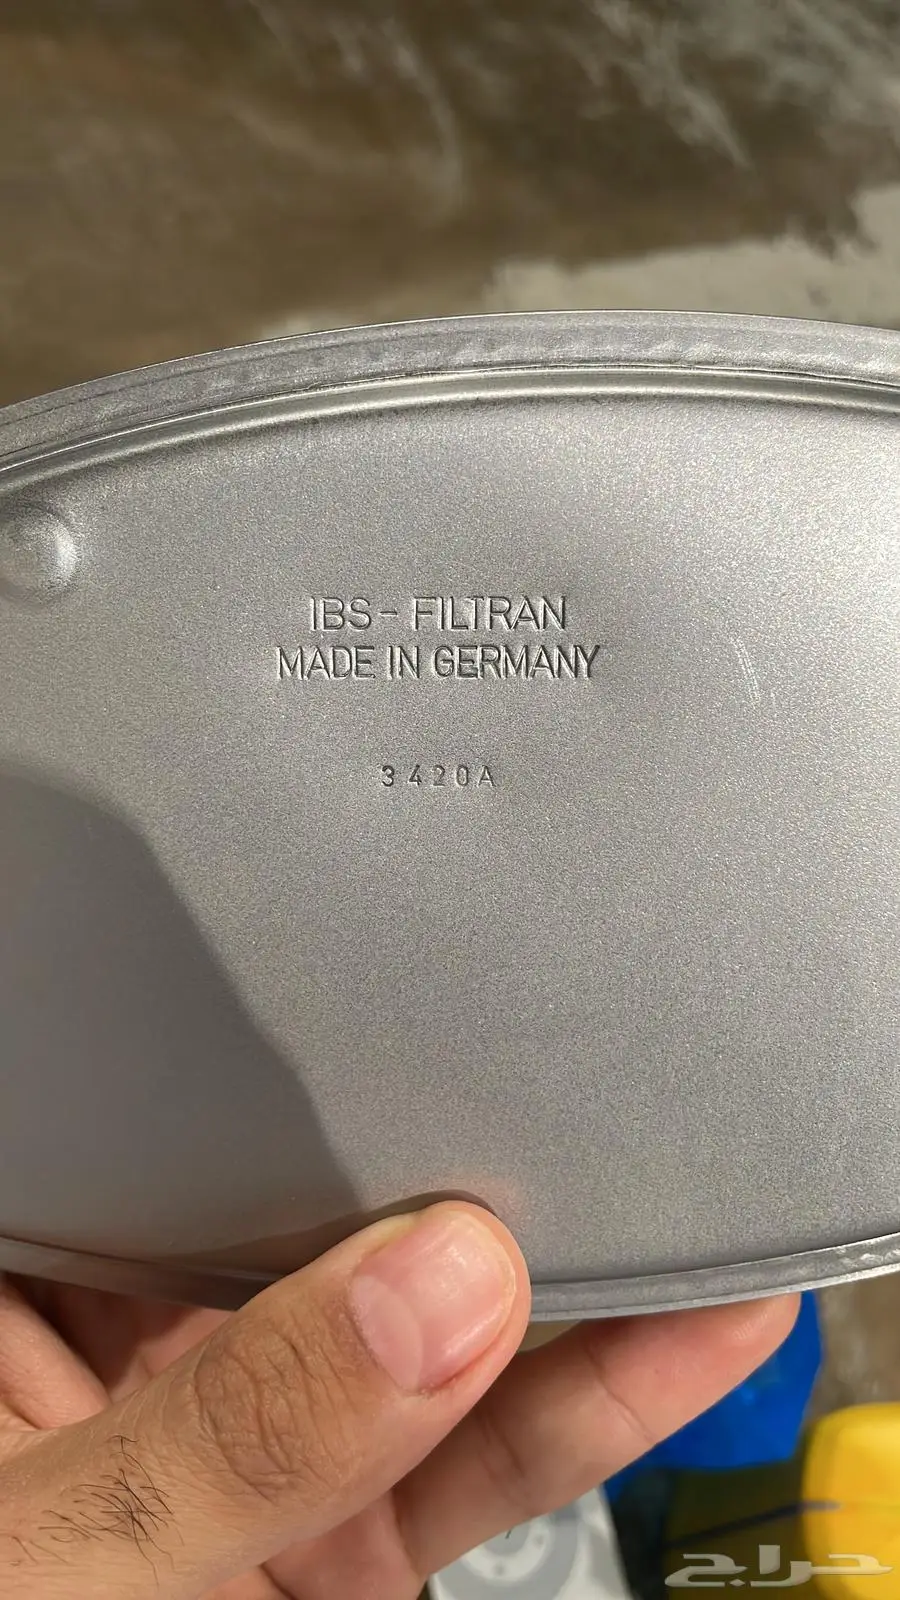 IBS - FILTRAN
MADE IN GERMANY
3420A
حراج